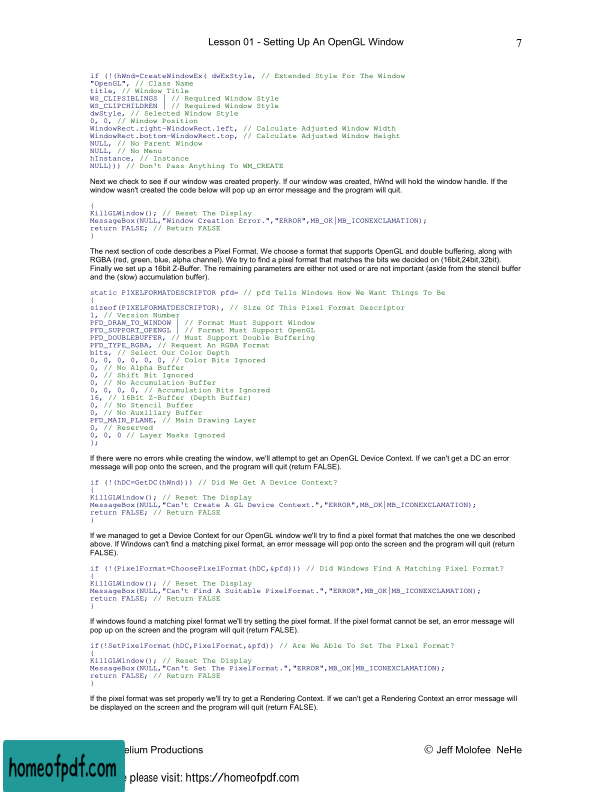 Lesson 01 - Setting Up An OpenGL Window 7
if (!(hWnd=CreateWindowEx( dwExStyle, // Extended Style For The Window
"OpenGL", // Class Name
title, // Window Title
WS_CLIPSIBLINGS | // Required Window Style
WS_CLIPCHILDREN | // Required Window Style
dwStyle, // Selected Window Style
0, 0, // Window Position
WindowRect.right-WindowRect.left, // Calculate Adjusted Window Width
WindowRect.bottom-WindowRect.top, // Calculate Adjusted Window Height
NULL, // No Parent Window
NULL, // No Menu
hInstance, // Instance
NULL))) // Don't Pass Anything To WM_CREATE
Next we check to see if our window was created properly. If our window was created, hWnd will hold the window handle. If the
window wasn't created the code below will pop up an error message and the program will quit.
{
KillGLWindow(); // Reset The Display
MessageBox(NULL,"Window Creation Error.","ERROR",MB_OK|MB_ICONEXCLAMATION);
return FALSE; // Return FALSE
}
The next section of code describes a Pixel Format. We choose a format that supports OpenGL and double buffering, along with
RGBA (red, green, blue, alpha channel). We try to find a pixel format that matches the bits we decided on (16bit,24bit,32bit).
Finally we set up a 16bit Z-Buffer. The remaining parameters are either not used or are not important (aside from the stencil buffer
and the (slow) accumulation buffer).
static PIXELFORMATDESCRIPTOR pfd= // pfd Tells Windows How We Want Things To Be
{
sizeof(PIXELFORMATDESCRIPTOR), // Size Of This Pixel Format Descriptor
1, // Version Number
PFD_DRAW_TO_WINDOW | // Format Must Support Window
PFD_SUPPORT_OPENGL | // Format Must Support OpenGL
PFD_DOUBLEBUFFER, // Must Support Double Buffering
PFD_TYPE_RGBA, // Request An RGBA Format
bits, // Select Our Color Depth
0, 0, 0, 0, 0, 0, // Color Bits Ignored
0, // No Alpha Buffer
0, // Shift Bit Ignored
0, // No Accumulation Buffer
0, 0, 0, 0, // Accumulation Bits Ignored
16, // 16Bit Z-Buffer (Depth Buffer)
0, // No Stencil Buffer
0, // No Auxiliary Buffer
PFD_MAIN_PLANE, // Main Drawing Layer
0, // Reserved
0, 0, 0 // Layer Masks Ignored
};
If there were no errors while creating the window, we'll attempt to get an OpenGL Device Context. If we can't get a DC an error
message will pop onto the screen, and the program will quit (return FALSE).
if (!(hDC=GetDC(hWnd))) // Did We Get A Device Context?
{
KillGLWindow(); // Reset The Display
MessageBox(NULL,"Can't Create A GL Device Context.","ERROR",MB_OK|MB_ICONEXCLAMATION);
return FALSE; // Return FALSE
}
If we managed to get a Device Context for our OpenGL window we'll try to find a pixel format that matches the one we described
above. If Windows can't find a matching pixel format, an error message will pop onto the screen and the program will quit (return
FALSE).
if (!(PixelFormat=ChoosePixelFormat(hDC,&pfd))) // Did Windows Find A Matching Pixel Format?
{
KillGLWindow(); // Reset The Display
MessageBox(NULL,"Can't Find A Suitable PixelFormat.","ERROR",MB_OK|MB_ICONEXCLAMATION);
return FALSE; // Return FALSE
}
If windows found a matching pixel format we'll try setting the pixel format. If the pixel format cannot be set, an error message will
pop up on the screen and the program will quit (return FALSE).
if(!SetPixelFormat(hDC,PixelFormat,&pfd)) // Are We Able To Set The Pixel Format?
{
KillGLWindow(); // Reset The Display
MessageBox(NULL,"Can't Set The PixelFormat.","ERROR",MB_OK|MB_ICONEXCLAMATION);
return FALSE; // Return FALSE
}
If the pixel format was set properly we'll try to get a Rendering Context. If we can't get a Rendering Context an error message will
be displayed on the screen and the program will quit (return FALSE).
elium Productions © Jeff Molofee NeHe
homeofpdf.com
please visit: https://homeofpdf.com